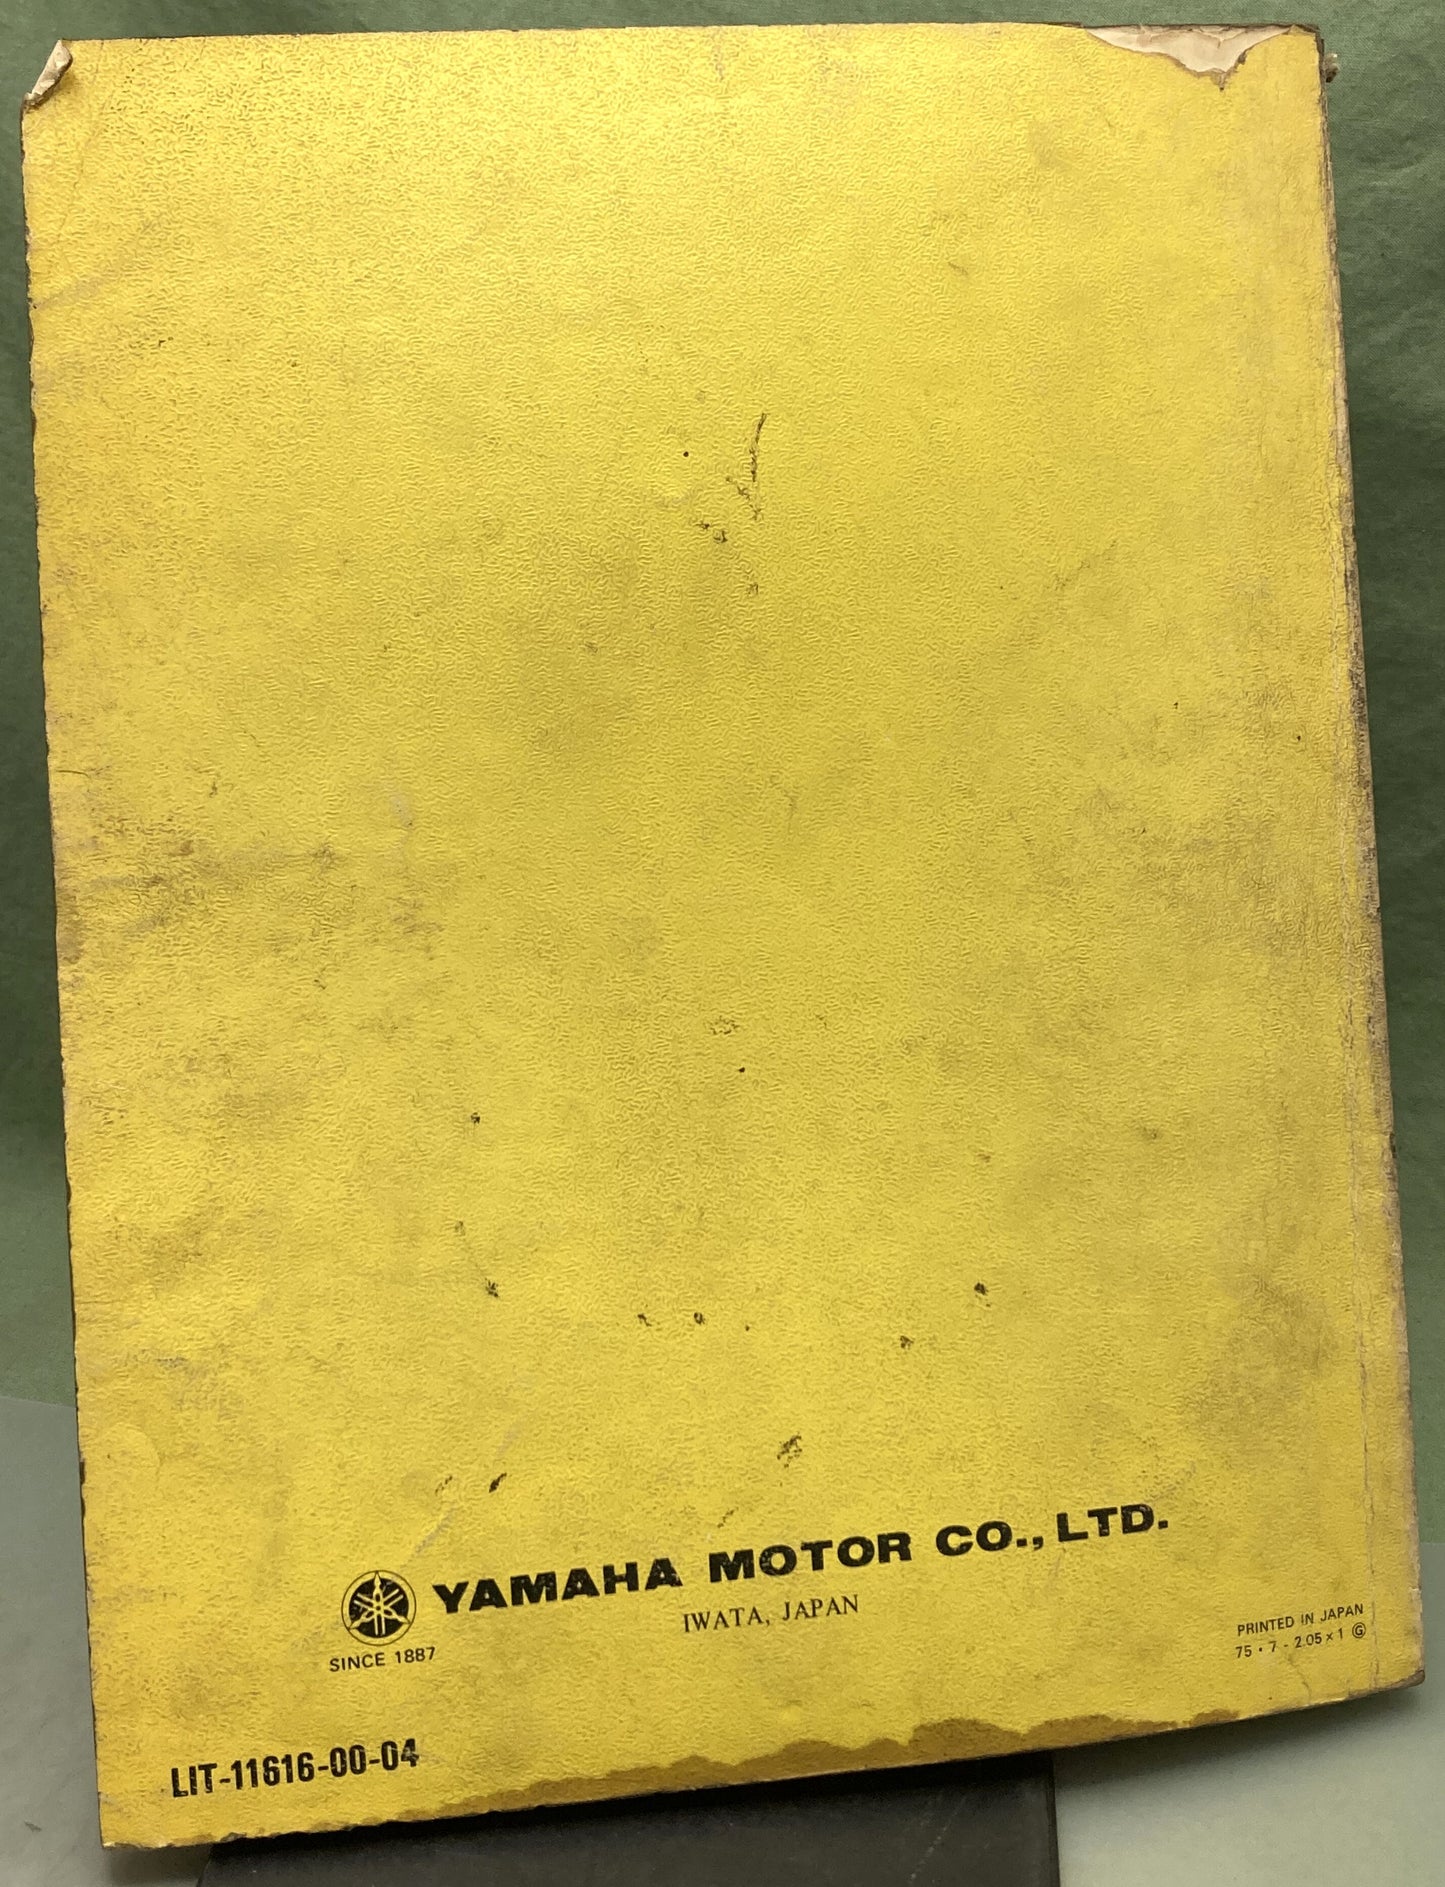 YAMAHA MOTOR CO., LTD.
IWATA, JAPAN
SINCE 1887
PRINTED IN JAPAN
75・7 - 2.05 × 1 Ⓖ
LIT-11616-00-04